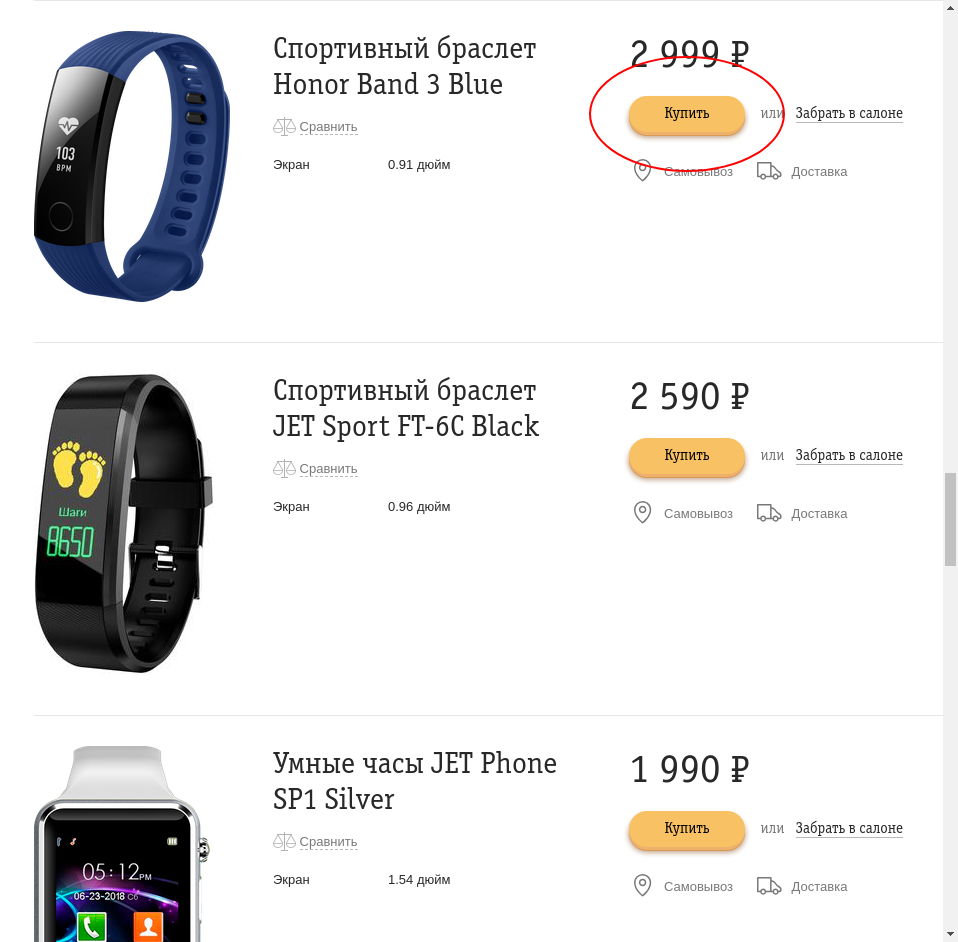 Спортивный браслет
Honor Band 3 Blue
Сравнить
Экран 0.91 дюйм
2 999 ₽
Купить или Забрать в салоне
Самовывоз Доставка
103
BPM
Спортивный браслет
JET Sport FT-6C Black
Сравнить
Экран 0.96 дюйм
2 590 ₽
Купить или Забрать в салоне
Самовывоз Доставка
Шаги
8650
Умные часы JET Phone
SP1 Silver
Сравнить
Экран 1.54 дюйм
1 990 ₽
Купить или Забрать в салоне
Самовывоз Доставка
05:12PM
06-23-2018 Сб